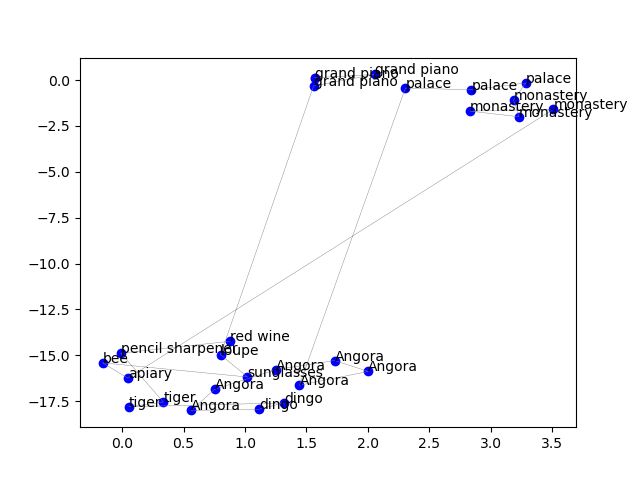 grand piano
grand piano
grand piano
palace
palace
palace
monastery
monastery
monastery
monastery
red wine
pencil sharpener
loupe
bee
apiary
sunglasses
Angora
Angora
Angora
Angora
Angora
Angora
tiger
tiger
dingo
dingo
0.0
−2.5
−5.0
−7.5
−10.0
−12.5
−15.0
−17.5
0.0 0.5 1.0 1.5 2.0 2.5 3.0 3.5